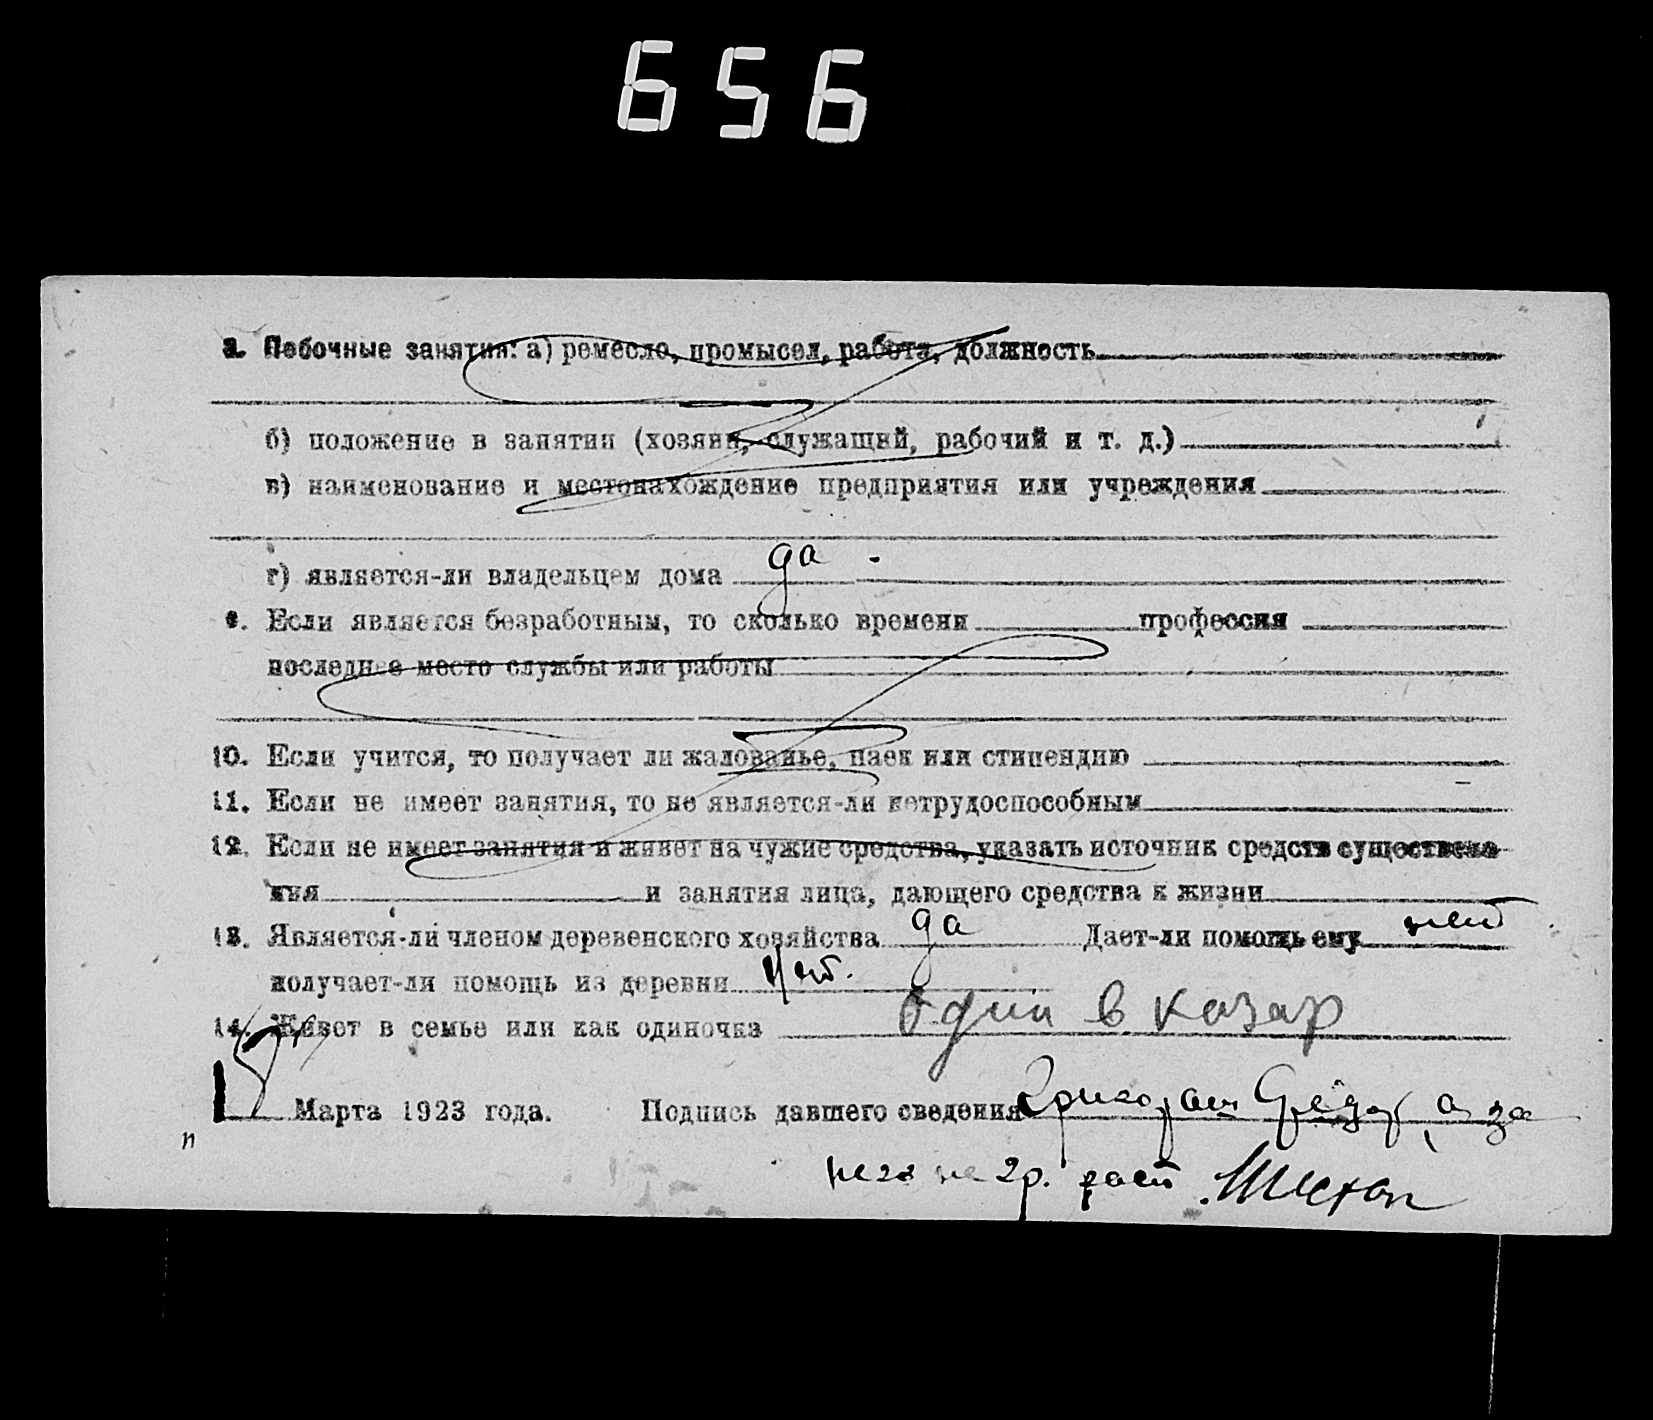 656
8. Побочные занятия: а) ремесло, промысел, работа, должность
б) положение в занятии (хозяин, служащий, рабочий и т. д.)
в) наименование и местонахождение предприятия или учреждения
г) является-ли владельцем дома да -
9. Если является безработным, то сколько времени профессия
последнее место службы или работы
10. Если учится, то получает ли жалованье, паек или стипендию
11. Если не имеет занятия, то не является-ли нетрудоспособным
12. Если не имеет занятия и живет на чужие средства, указать источник средств существова-
ния и занятия лица, дающего средства к жизни
13. Является-ли членом деревенского хозяйства да Дает-ли помощь ему нет
получает-ли помощь из деревни Нет.
14. Живет в семье или как одиночка один в казар
15 Марта 1923 года. Подпись давшего сведения а за
него не гр.